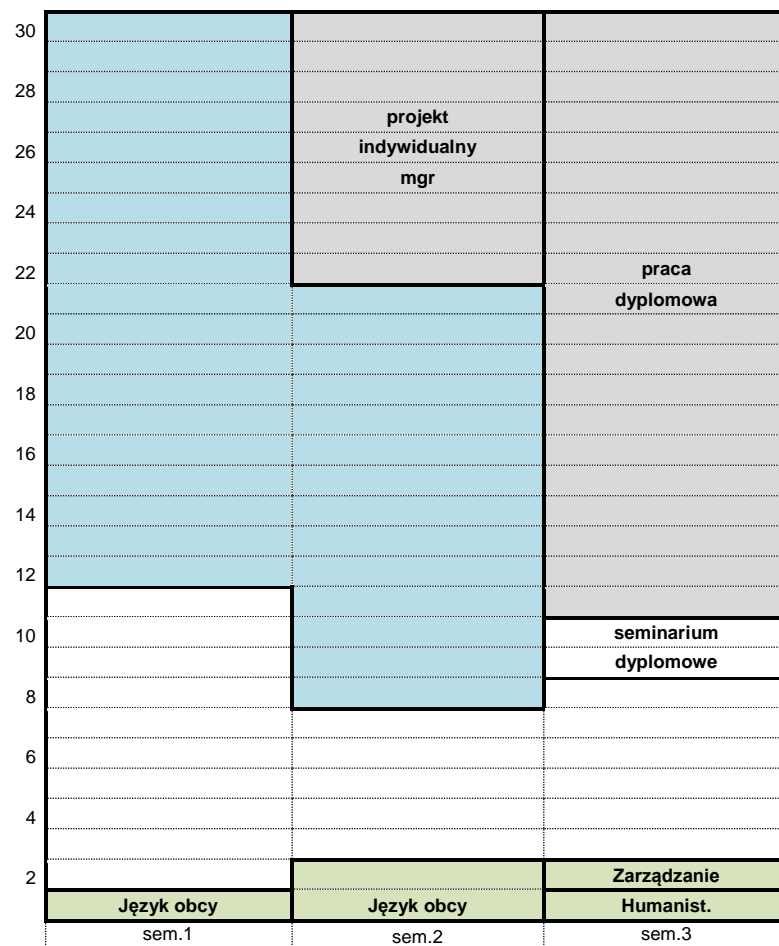 30
28
projekt
indywidualny
26
mgr
24
22
praca
dyplomowa
20
18
16
14
12
10
seminarium
dyplomowe
8
6
4
2
Zarządzanie
Język obcy
Język obcy
Humanist.
sem.1
sem.2
sem.3